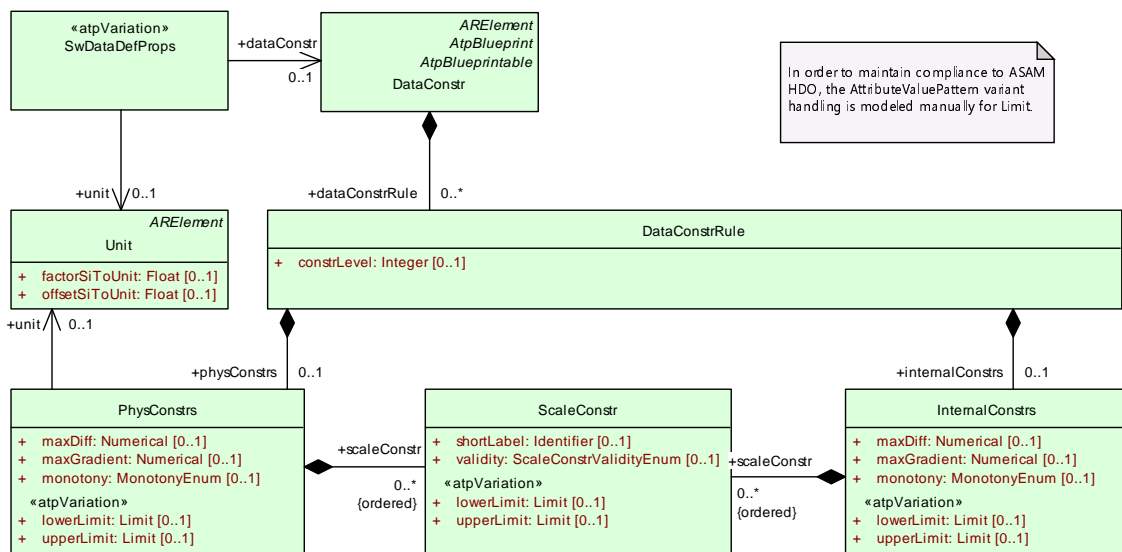 «atpVariation»
SwDataDefProps
+dataConstr
0..1
ARElement
AtpBlueprint
AtpBlueprintable
DataConstr
In order to maintain compliance to ASAM
HDO, the AttributeValuePattern variant
handling is modeled manually for Limit.
+unit
0..1
+dataConstrRule
0..*
ARElement
Unit
+ factorSiToUnit: Float [0..1]
+ offsetSiToUnit: Float [0..1]
DataConstrRule
+ constrLevel: Integer [0..1]
+unit
0..1
+physConstrs
0..1
+internalConstrs
0..1
PhysConstrs
+ maxDiff: Numerical [0..1]
+ maxGradient: Numerical [0..1]
+ monotony: MonotonyEnum [0..1]
«atpVariation»
+ lowerLimit: Limit [0..1]
+ upperLimit: Limit [0..1]
+scaleConstr
0..*
{ordered}
ScaleConstr
+ shortLabel: Identifier [0..1]
+ validity: ScaleConstrValidityEnum [0..1]
«atpVariation»
+ lowerLimit: Limit [0..1]
+ upperLimit: Limit [0..1]
+scaleConstr
0..*
{ordered}
InternalConstrs
+ maxDiff: Numerical [0..1]
+ maxGradient: Numerical [0..1]
+ monotony: MonotonyEnum [0..1]
«atpVariation»
+ lowerLimit: Limit [0..1]
+ upperLimit: Limit [0..1]